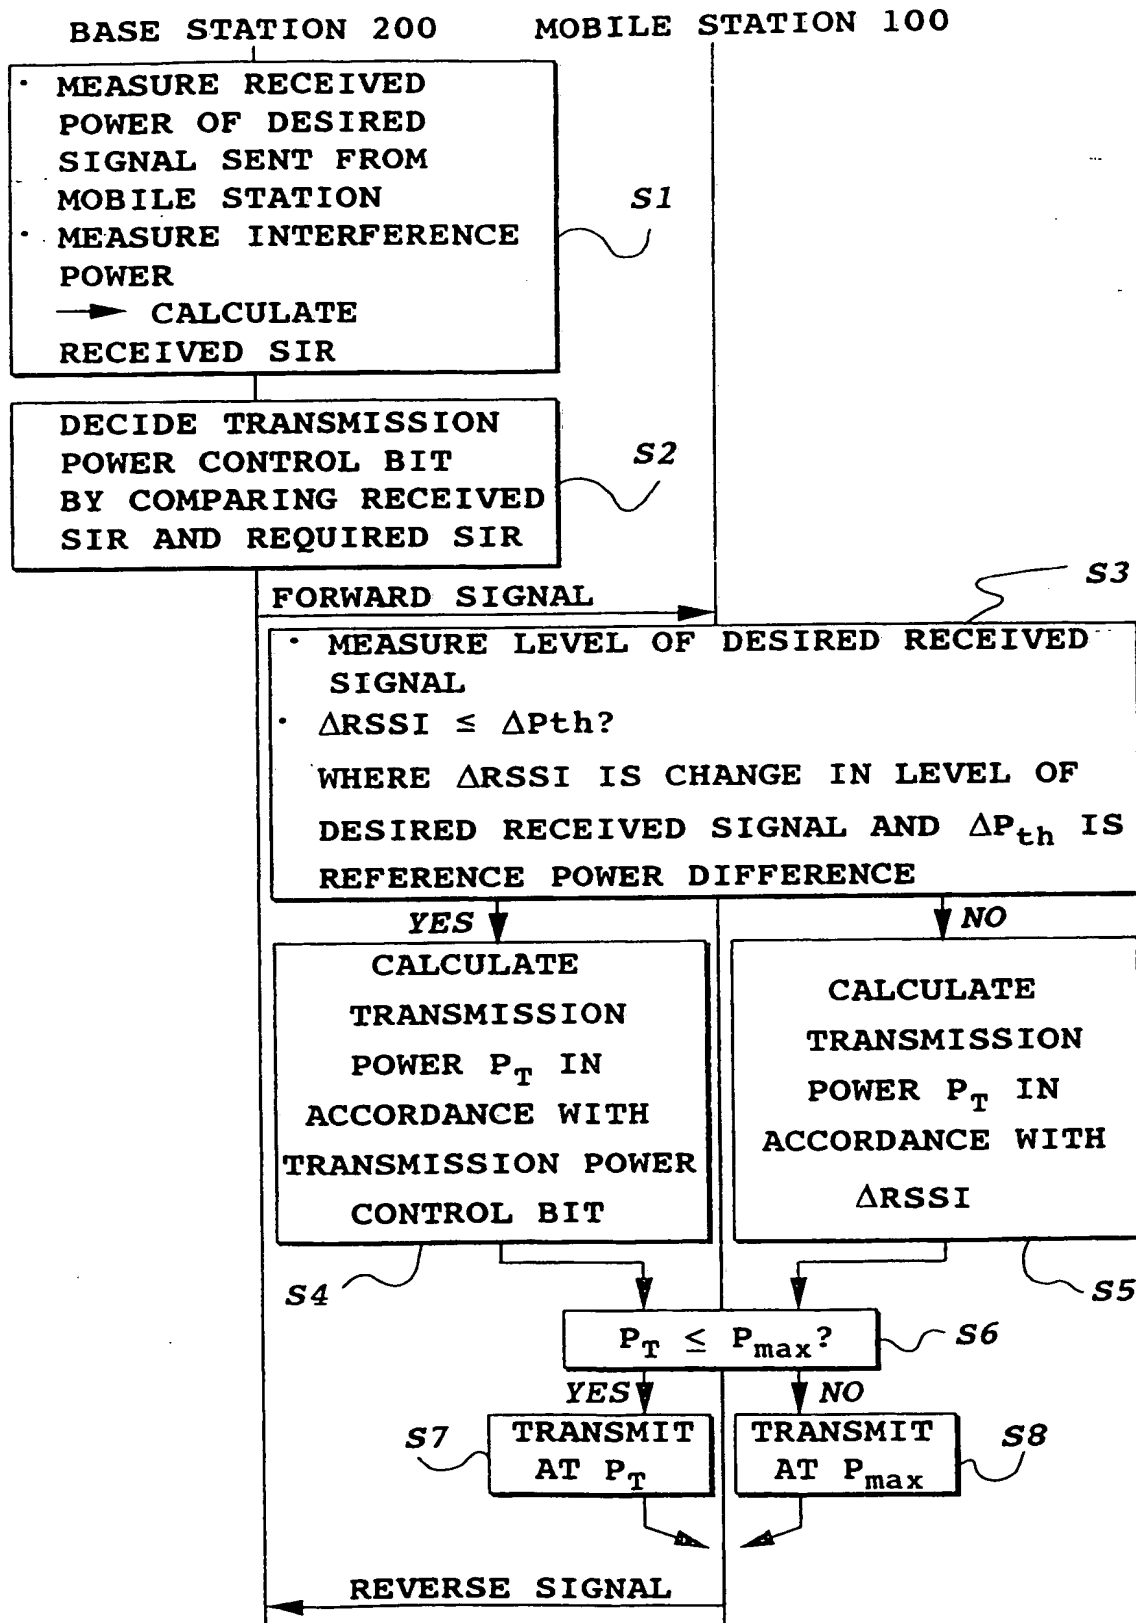 BASE STATION 200
MOBILE STATION 100
· MEASURE RECEIVED
POWER OF DESIRED
SIGNAL SENT FROM
MOBILE STATION
· MEASURE INTERFERENCE
POWER
→ CALCULATE
RECEIVED SIR
S1
DECIDE TRANSMISSION
POWER CONTROL BIT
BY COMPARING RECEIVED
SIR AND REQUIRED SIR
S2
FORWARD SIGNAL
S3
· MEASURE LEVEL OF DESIRED RECEIVED
SIGNAL
· ΔRSSI ≤ ΔPth?
WHERE ΔRSSI IS CHANGE IN LEVEL OF
DESIRED RECEIVED SIGNAL AND ΔPth IS
REFERENCE POWER DIFFERENCE
YES
NO
CALCULATE
TRANSMISSION
POWER PT IN
ACCORDANCE WITH
TRANSMISSION POWER
CONTROL BIT
S4
CALCULATE
TRANSMISSION
POWER PT IN
ACCORDANCE WITH
ΔRSSI
S5
PT ≤ Pmax?
S6
YES
NO
S7
TRANSMIT
AT PT
TRANSMIT
AT Pmax
S8
REVERSE SIGNAL